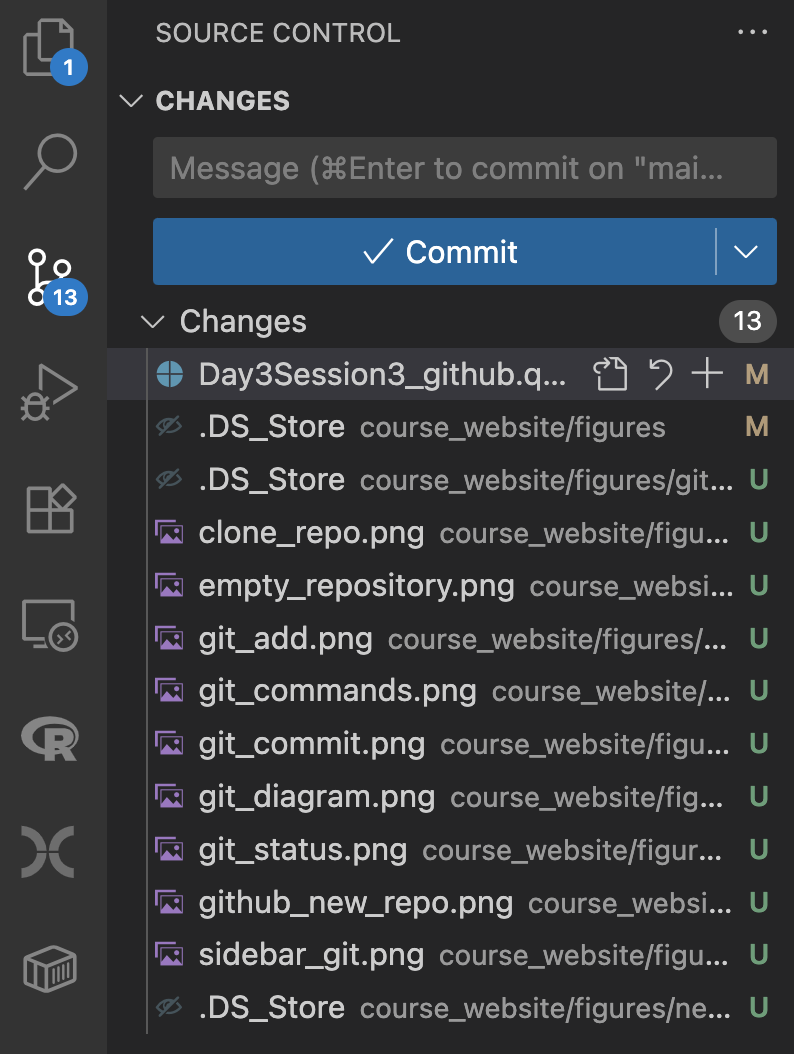 SOURCE CONTROL ...
1
CHANGES
Message (⌘Enter to commit on "mai...
Commit
13
Changes 13
Day3Session3_github.q... M
.DS_Store course_website/figures M
.DS_Store course_website/figures/git... U
clone_repo.png course_website/figu... U
empty_repository.png course_websi... U
git_add.png course_website/figures/... U
git_commands.png course_website/... U
R
git_commit.png course_website/figu... U
git_diagram.png course_website/fig... U
git_status.png course_website/figur... U
github_new_repo.png course_websi... U
sidebar_git.png course_website/figu... U
.DS_Store course_website/figures/ne... U